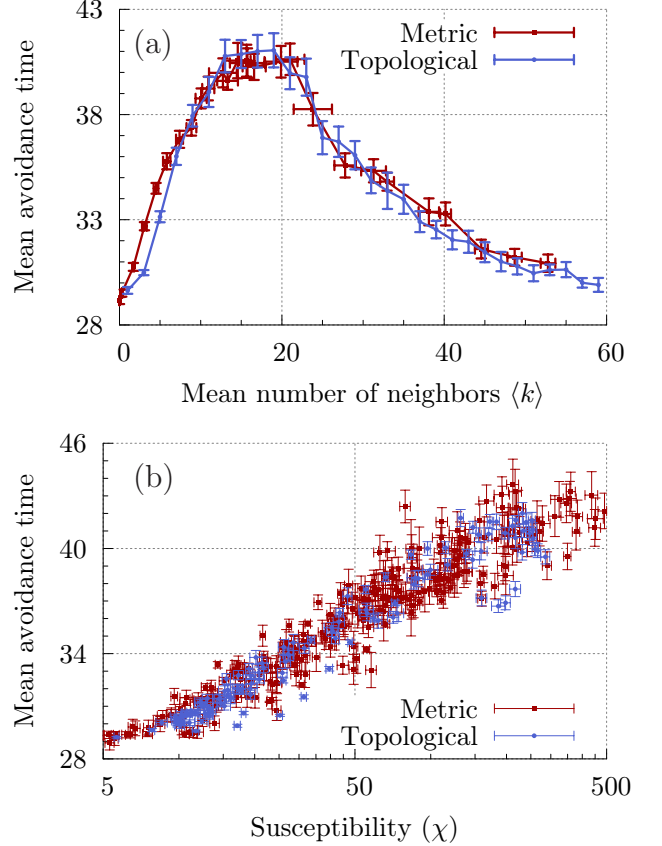 (a)
Metric
Topological
43
38
33
28
Mean avoidance time
0
20
40
60
Mean number of neighbors ⟨k⟩
(b)
46
40
34
28
Mean avoidance time
Metric
Topological
5
50
500
Susceptibility (χ)